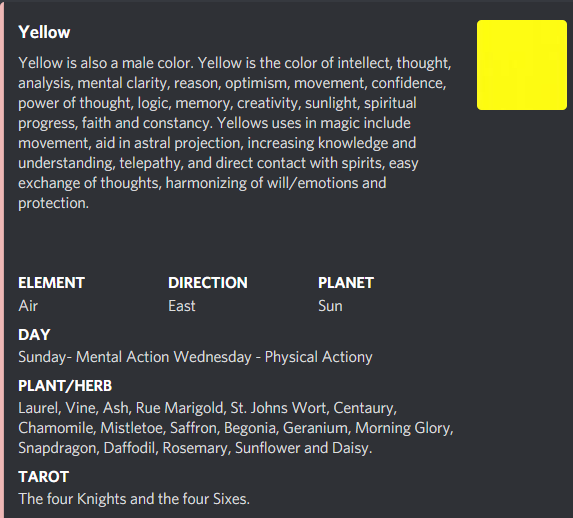 Yellow
Yellow is also a male color. Yellow is the color of intellect, thought,
analysis, mental clarity, reason, optimism, movement, confidence,
power of thought, logic, memory, creativity, sunlight, spiritual
progress, faith and constancy. Yellows uses in magic include
movement, aid in astral projection, increasing knowledge and
understanding, telepathy, and direct contact with spirits, easy
exchange of thoughts, harmonizing of will/emotions and
protection.
ELEMENT DIRECTION PLANET
Air East Sun
DAY
Sunday- Mental Action Wednesday - Physical Actiony
PLANT/HERB
Laurel, Vine, Ash, Rue Marigold, St. Johns Wort, Centaury,
Chamomile, Mistletoe, Saffron, Begonia, Geranium, Morning Glory,
Snapdragon, Daffodil, Rosemary, Sunflower and Daisy.
TAROT
The four Knights and the four Sixes.